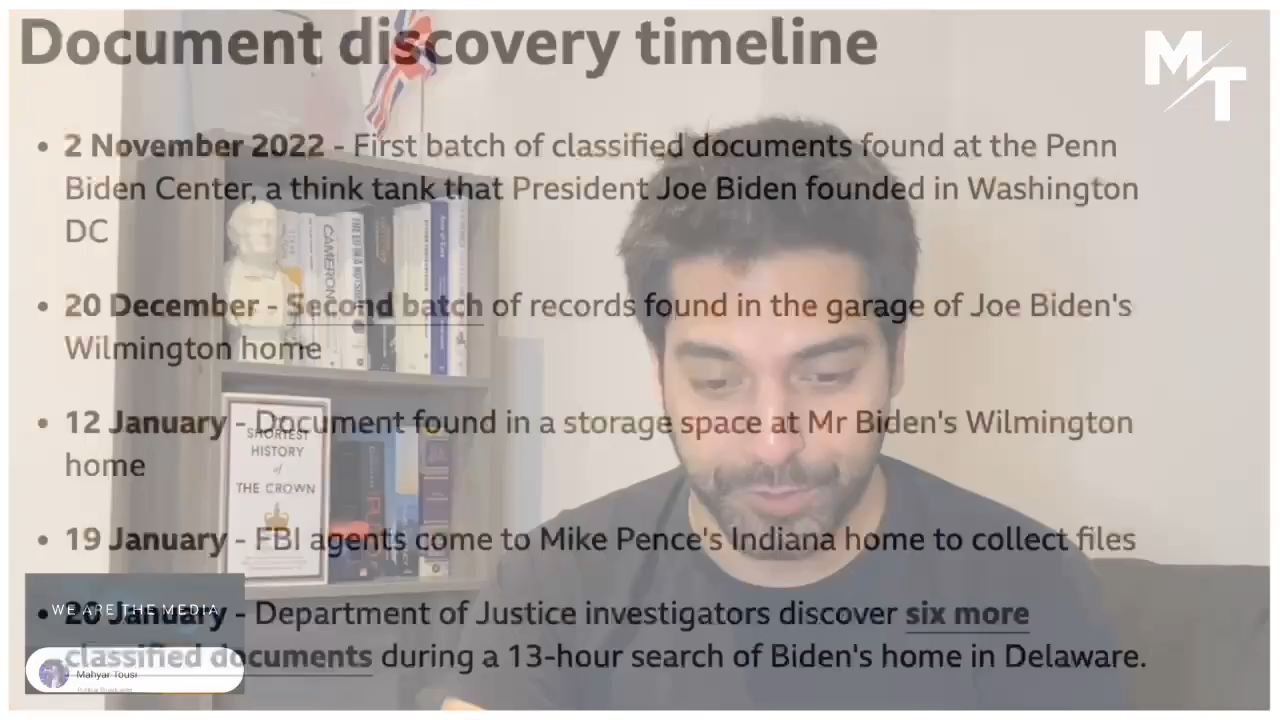 Document discovery timeline
M/T
• 2 November 2022 - First batch of classified documents found at the Penn
Biden Center, a think tank that President Joe Biden founded in Washington
DC
• 20 December - Second batch of records found in the garage of Joe Biden's
Wilmington home
CAMERON
• 12 January - Document found in a storage space at Mr Biden's Wilmington
home
SHORTEST
HISTORY
of
THE CROWN
• 19 January - FBI agents come to Mike Pence's Indiana home to collect files
WE ARE THE MEDIA
• 20 January - Department of Justice investigators discover six more
classified documents during a 13-hour search of Biden's home in Delaware.
Mahyar Tousi